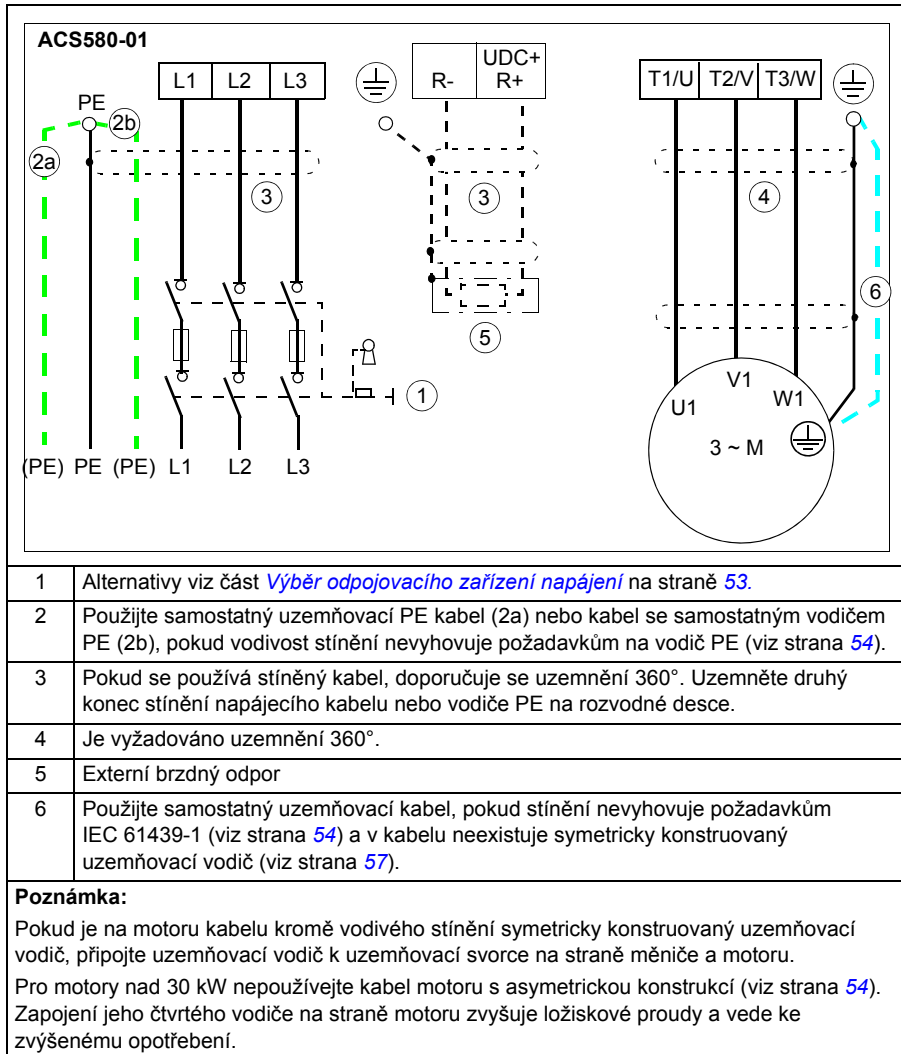 ACS580-01
L1 L2 L3
R- UDC+ R+
T1/U T2/V T3/W
PE
2b
2a
3
3
4
6
5
1
U1 V1 W1
3 ~ M
(PE) PE (PE) L1 L2 L3
1 Alternativy viz část Výběr odpojovacího zařízení napájení na straně 53.
2 Použijte samostatný uzemňovací PE kabel (2a) nebo kabel se samostatným vodičem
PE (2b), pokud vodivost stínění nevyhovuje požadavkům na vodič PE (viz strana 54).
3 Pokud se používá stíněný kabel, doporučuje se uzemnění 360°. Uzemněte druhý
konec stínění napájecího kabelu nebo vodiče PE na rozvodné desce.
4 Je vyžadováno uzemnění 360°.
5 Externí brzdný odpor
6 Použijte samostatný uzemňovací kabel, pokud stínění nevyhovuje požadavkům
IEC 61439-1 (viz strana 54) a v kabelu neexistuje symetricky konstruovaný
uzemňovací vodič (viz strana 57).
Poznámka:
Pokud je na motoru kabelu kromě vodivého stínění symetricky konstruovaný uzemňovací
vodič, připojte uzemňovací vodič k uzemňovací svorce na straně měniče a motoru.
Pro motory nad 30 kW nepoužívejte kabel motoru s asymetrickou konstrukcí (viz strana 54).
Zapojení jeho čtvrtého vodiče na straně motoru zvyšuje ložiskové proudy a vede ke
zvýšenému opotřebení.